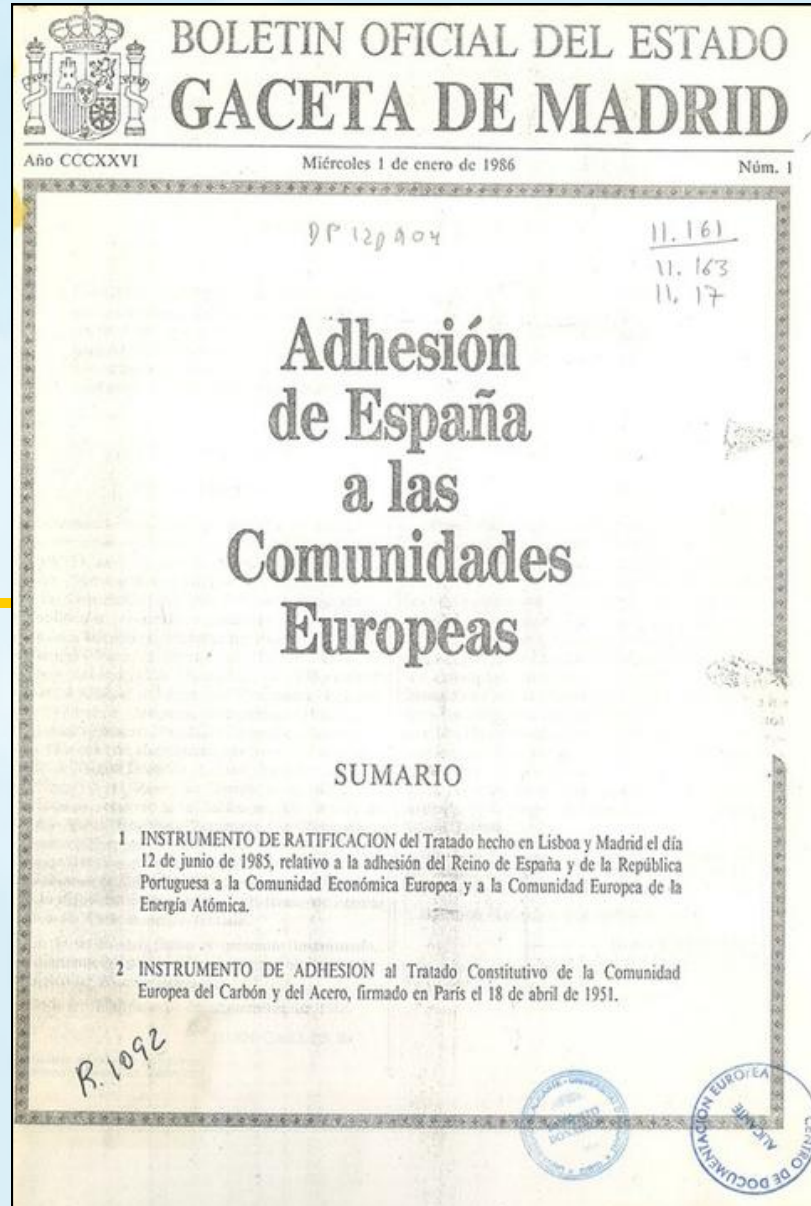 BOLETIN OFICIAL DEL ESTADO
GACETA DE MADRID
Año CCCXXVI
Miércoles 1 de enero de 1986
Núm. 1
11.161
11.163
11.17
Adhesión
de España
a las
Comunidades
Europeas
SUMARIO
1 INSTRUMENTO DE RATIFICACION del Tratado hecho en Lisboa y Madrid el día
12 de junio de 1985, relativo a la adhesión del Reino de España y de la República
Portuguesa a la Comunidad Económica Europea y a la Comunidad Europea de la
Energía Atómica.
2 INSTRUMENTO DE ADHESION al Tratado Constitutivo de la Comunidad
Europea del Carbón y del Acero, firmado en París el 18 de abril de 1951.
R.1092
CENTRO DE DOCUMENTACION EUROPEA
ALICANTE